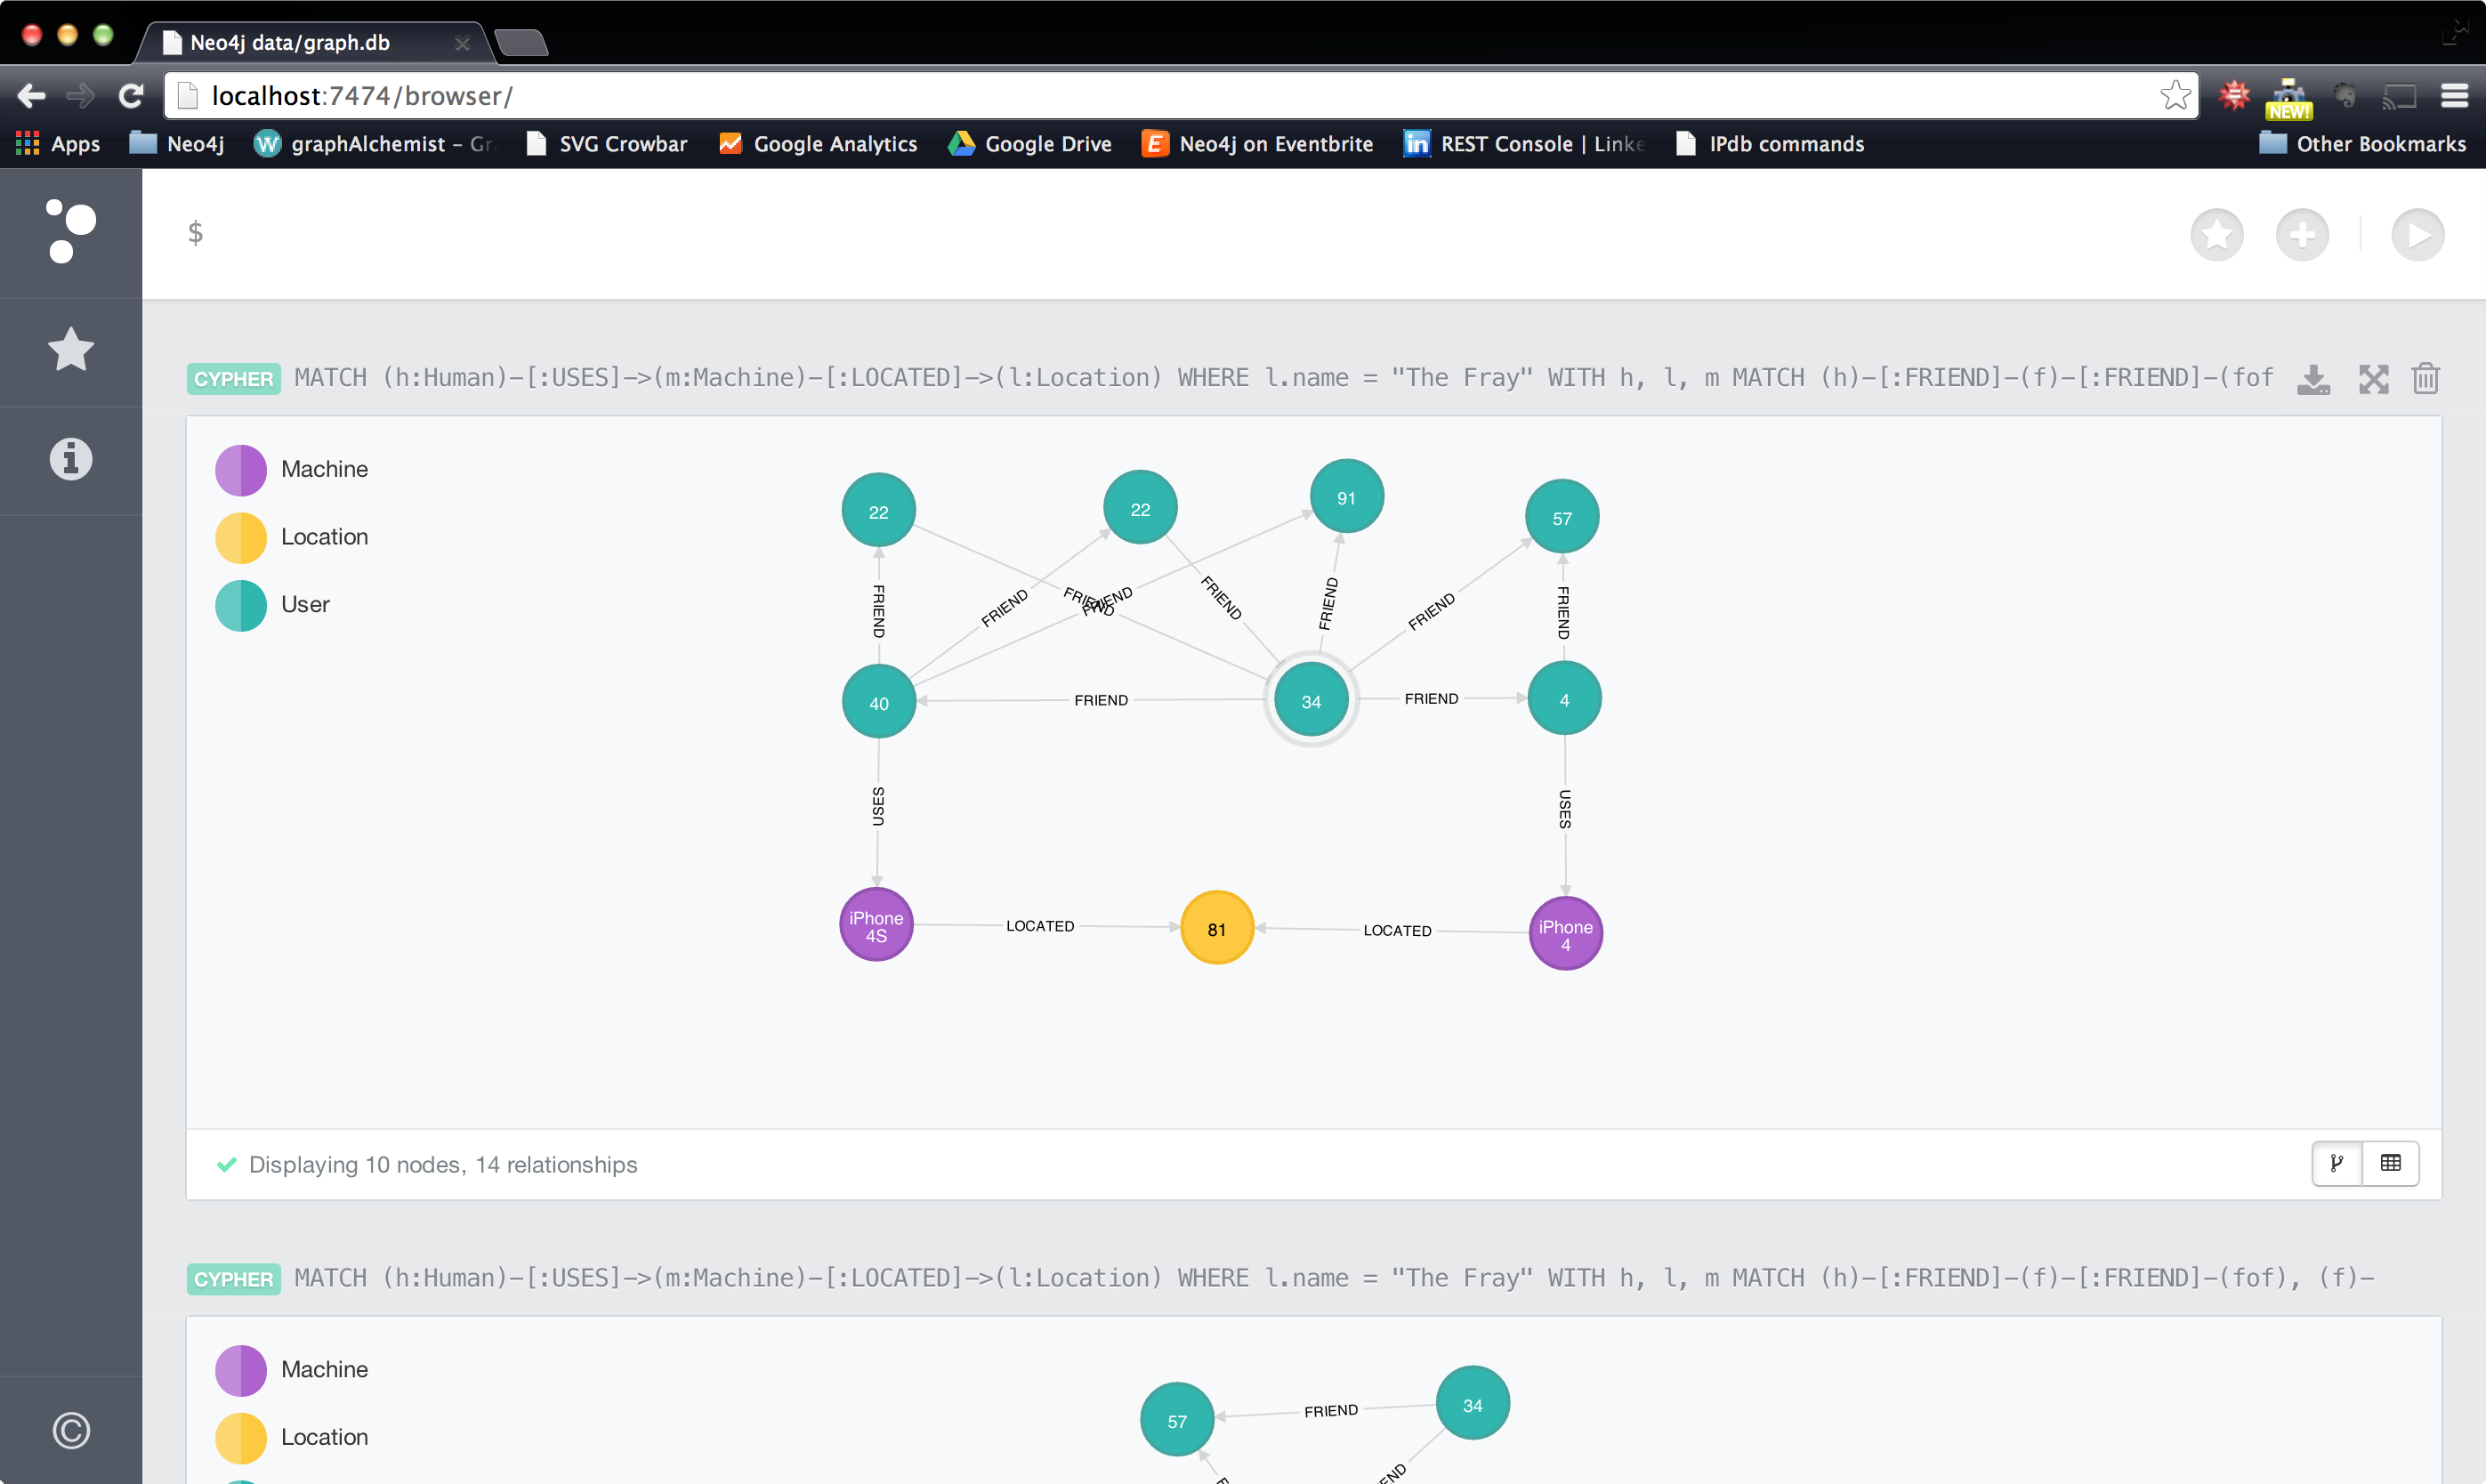 Neo4j data/graph.db
localhost:7474/browser/
NEW!
Apps
Neo4j
graphAlchemist – Gr
SVG Crowbar
Google Analytics
Google Drive
Neo4j on Eventbrite
REST Console | Linke
IPdb commands
Other Bookmarks
$
CYPHER MATCH (h:Human)-[:USES]->(m:Machine)-[:LOCATED]->(l:Location) WHERE l.name = "The Fray" WITH h, l, m MATCH (h)-[:FRIEND]-(f)-[:FRIEND]-(fof
Machine
Location
User
22
22
91
57
FRIEND
FRIEND
FRIEND
FRIEND
FRIEND
FRIEND
FRIEND
FRIEND
40
FRIEND
34
FRIEND
4
USES
USES
iPhone
4S
LOCATED
81
LOCATED
iPhone
4
Displaying 10 nodes, 14 relationships
CYPHER MATCH (h:Human)-[:USES]->(m:Machine)-[:LOCATED]->(l:Location) WHERE l.name = "The Fray" WITH h, l, m MATCH (h)-[:FRIEND]-(f)-[:FRIEND]-(fof), (f)-
Machine
Location
57
FRIEND
34